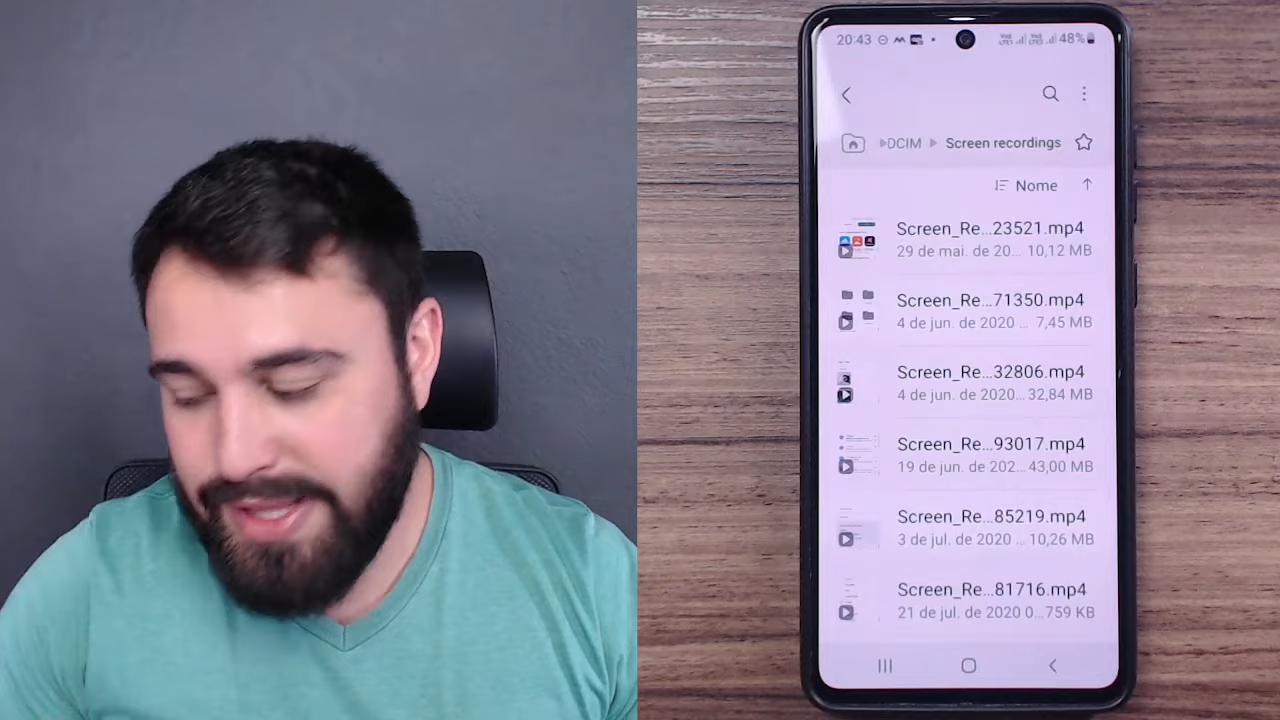 20:43
48%
DCIM
Screen recordings
Nome
Screen_Re...23521.mp4
29 de mai. de 20... 10,12 MB
Screen_Re...71350.mp4
4 de jun. de 2020 ... 7,45 MB
Screen_Re...32806.mp4
4 de jun. de 2020... 32,84 MB
Screen_Re...93017.mp4
19 de jun. de 202... 43,00 MB
Screen_Re...85219.mp4
3 de jul. de 2020 ... 10,26 MB
Screen_Re...81716.mp4
21 de jul. de 2020 0...759 KB